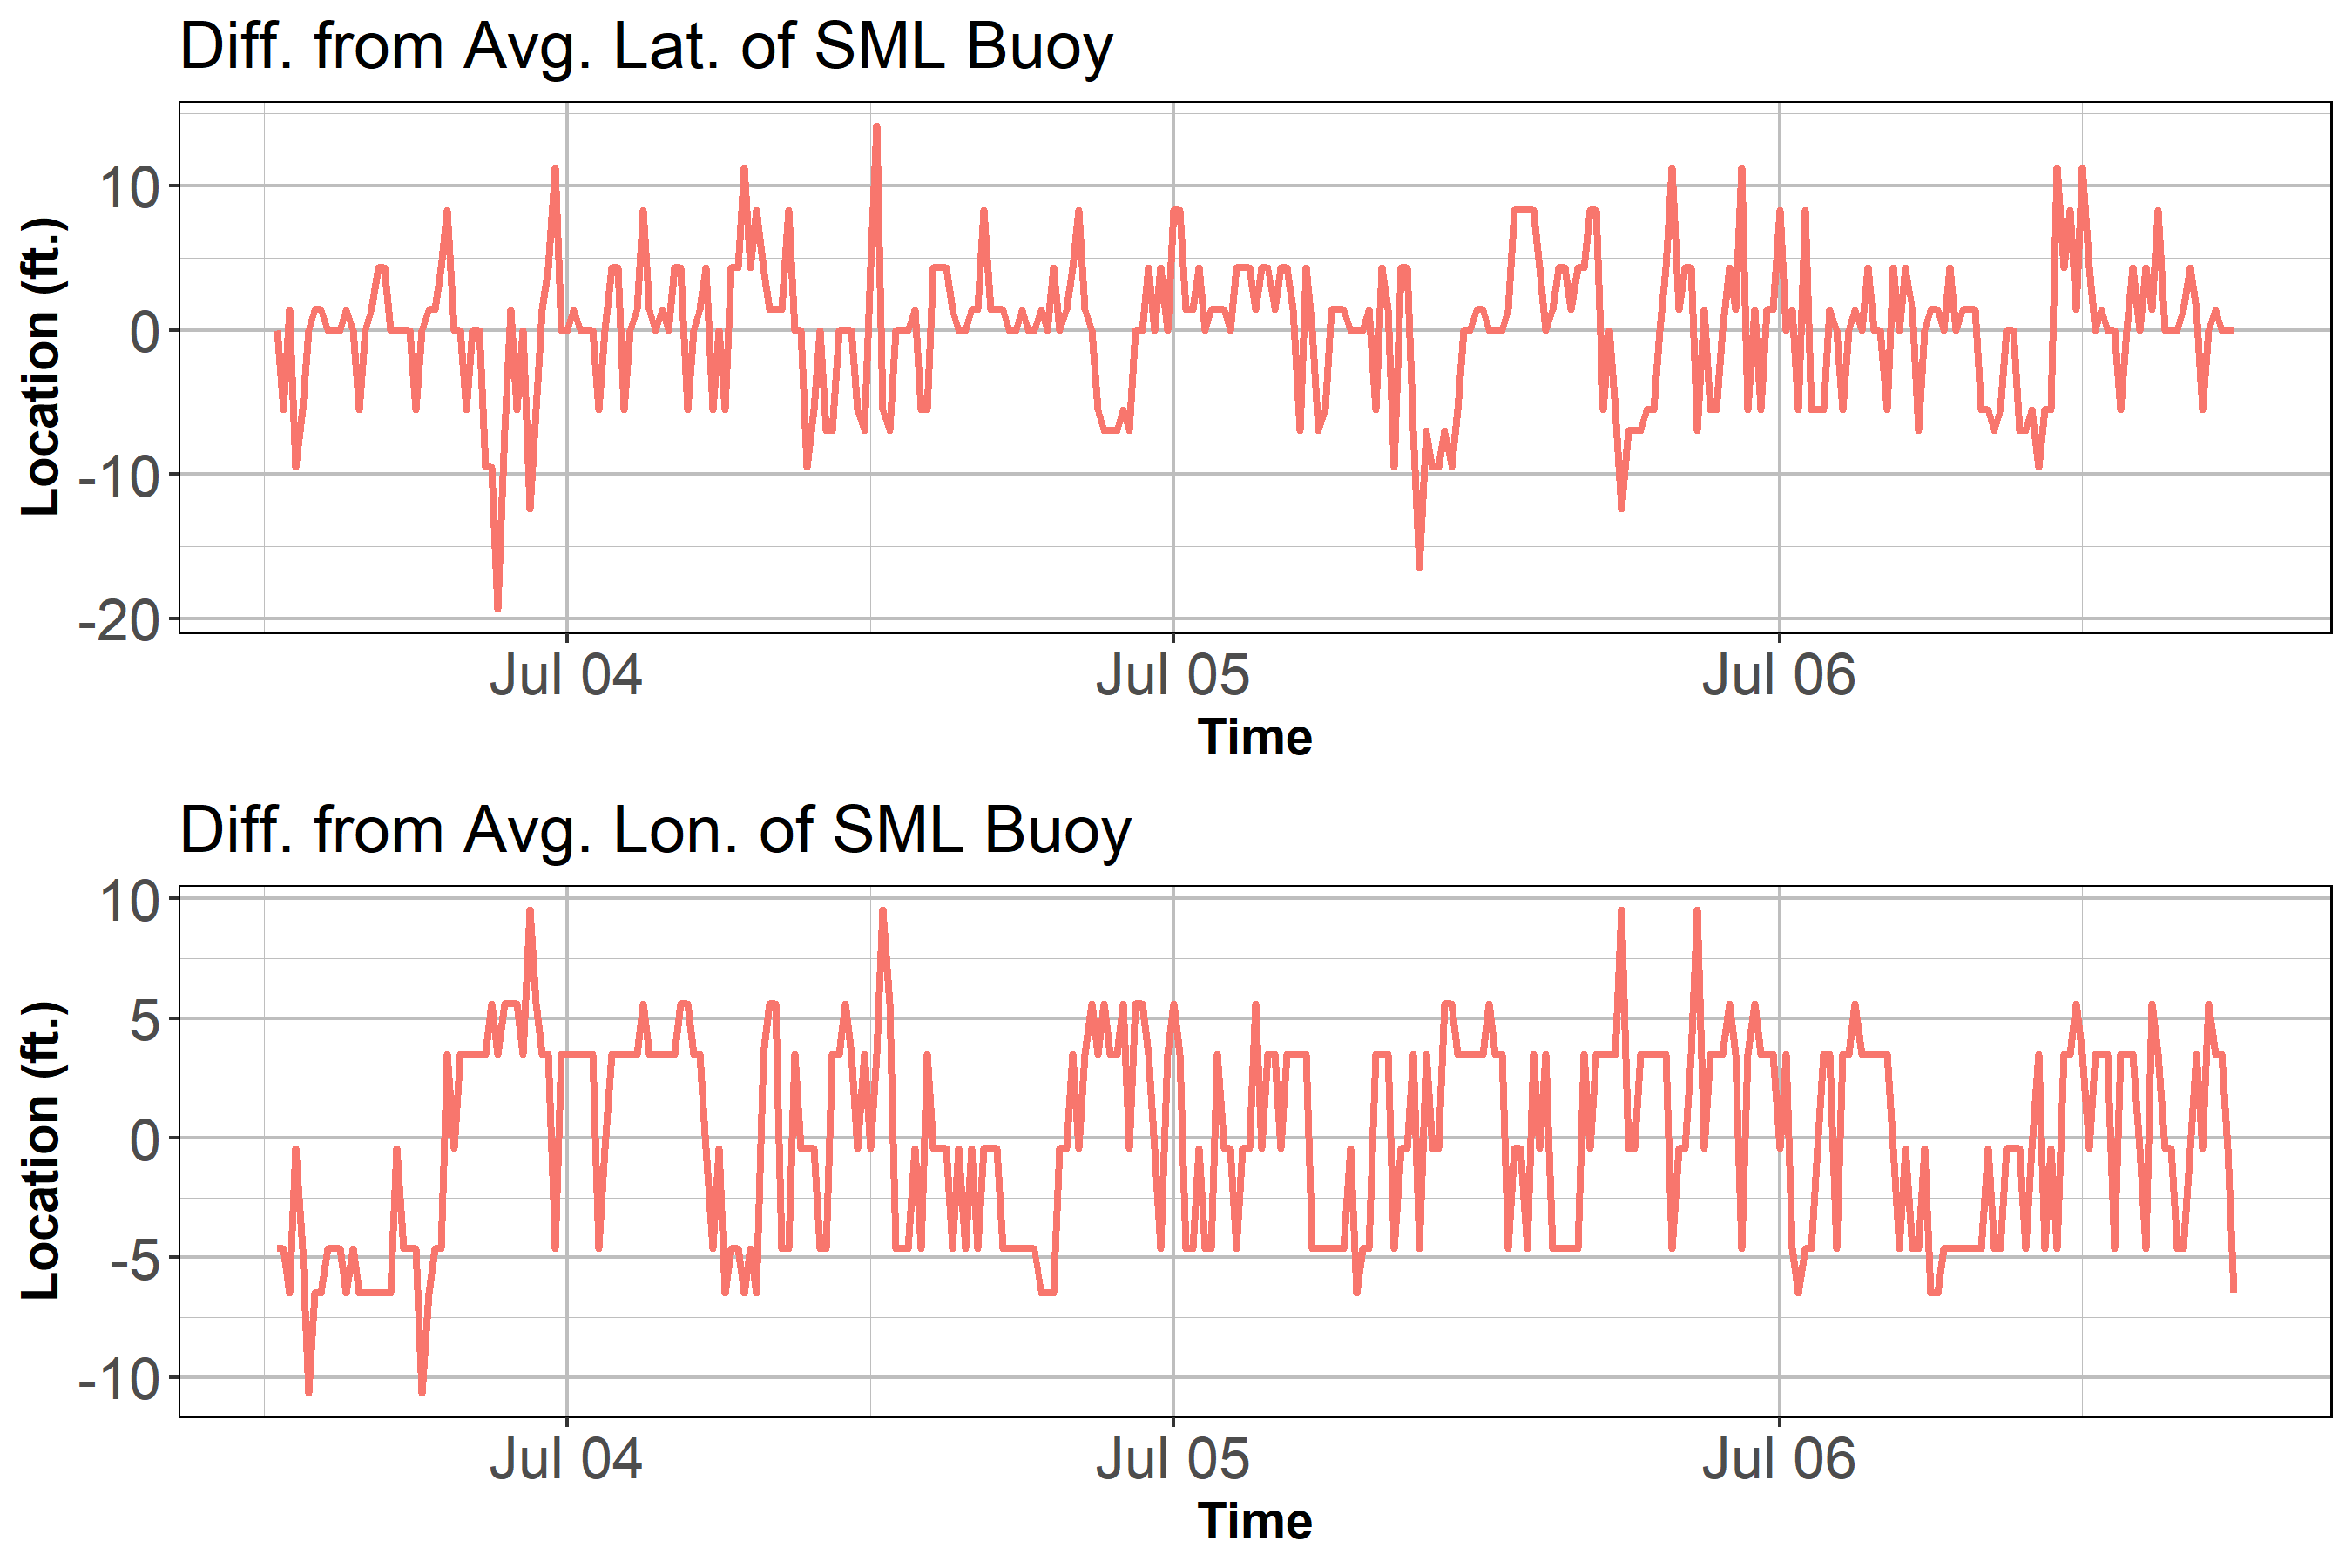 Diff. from Avg. Lat. of SML Buoy
Location (ft.)
10
0
-10
-20
Jul 04 Jul 05 Jul 06
Time
Diff. from Avg. Lon. of SML Buoy
Location (ft.)
10
5
0
-5
-10
Jul 04 Jul 05 Jul 06
Time